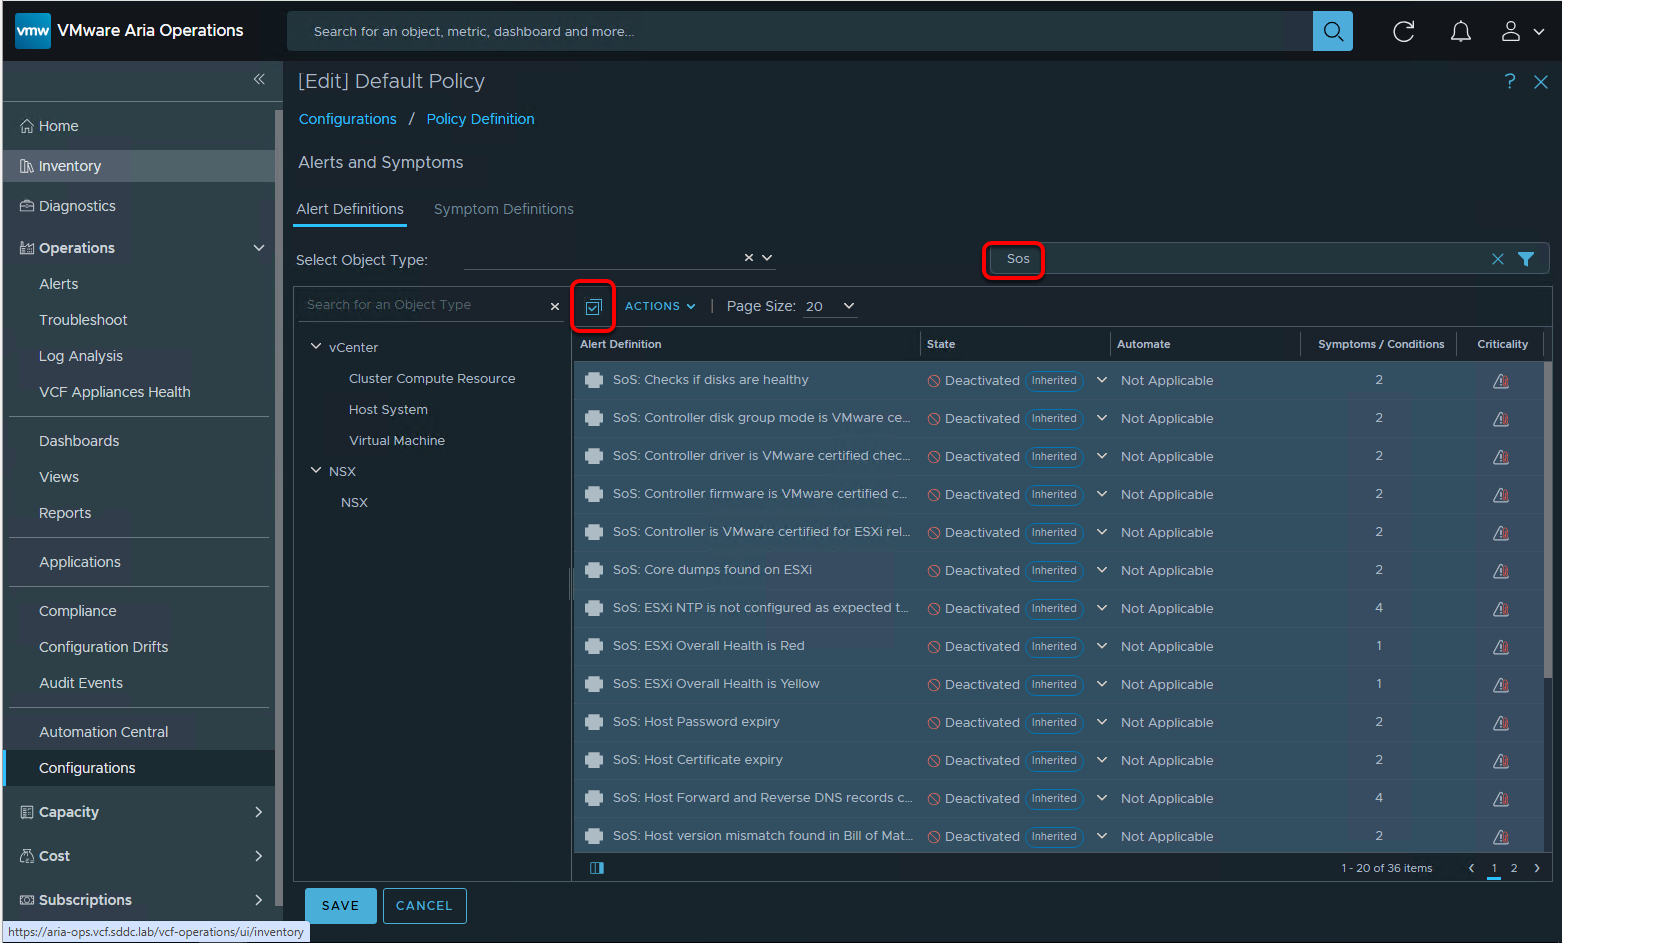 vmw VMware Aria Operations
Search for an object, metric, dashboard and more...
[Edit] Default Policy
?
Configurations / Policy Definition
Home
Inventory
Diagnostics
Operations
Alerts
Troubleshoot
Log Analysis
VCF Appliances Health
Dashboards
Views
Reports
Applications
Compliance
Configuration Drifts
Audit Events
Automation Central
Configurations
Capacity
Cost
Subscriptions
https://aria-ops.vcf.sddc.lab/vcf-operations/ui/inventory
Alerts and Symptoms
Alert Definitions Symptom Definitions
Select Object Type:
Sos
Search for an Object Type
vCenter
Cluster Compute Resource
Host System
Virtual Machine
NSX
NSX
ACTIONS | Page Size: 20
Alert Definition State Automate Symptoms / Conditions Criticality
SoS: Checks if disks are healthy Deactivated Inherited Not Applicable 2
SoS: Controller disk group mode is VMware ce... Deactivated Inherited Not Applicable 2
SoS: Controller driver is VMware certified chec... Deactivated Inherited Not Applicable 2
SoS: Controller firmware is VMware certified c... Deactivated Inherited Not Applicable 2
SoS: Controller is VMware certified for ESXi rel... Deactivated Inherited Not Applicable 2
SoS: Core dumps found on ESXi Deactivated Inherited Not Applicable 2
SoS: ESXi NTP is not configured as expected t... Deactivated Inherited Not Applicable 4
SoS: ESXi Overall Health is Red Deactivated Inherited Not Applicable 1
SoS: ESXi Overall Health is Yellow Deactivated Inherited Not Applicable 1
SoS: Host Password expiry Deactivated Inherited Not Applicable 2
SoS: Host Certificate expiry Deactivated Inherited Not Applicable 2
SoS: Host Forward and Reverse DNS records c... Deactivated Inherited Not Applicable 4
SoS: Host version mismatch found in Bill of Mat... Deactivated Inherited Not Applicable 2
1 - 20 of 36 items 1 2
SAVE CANCEL